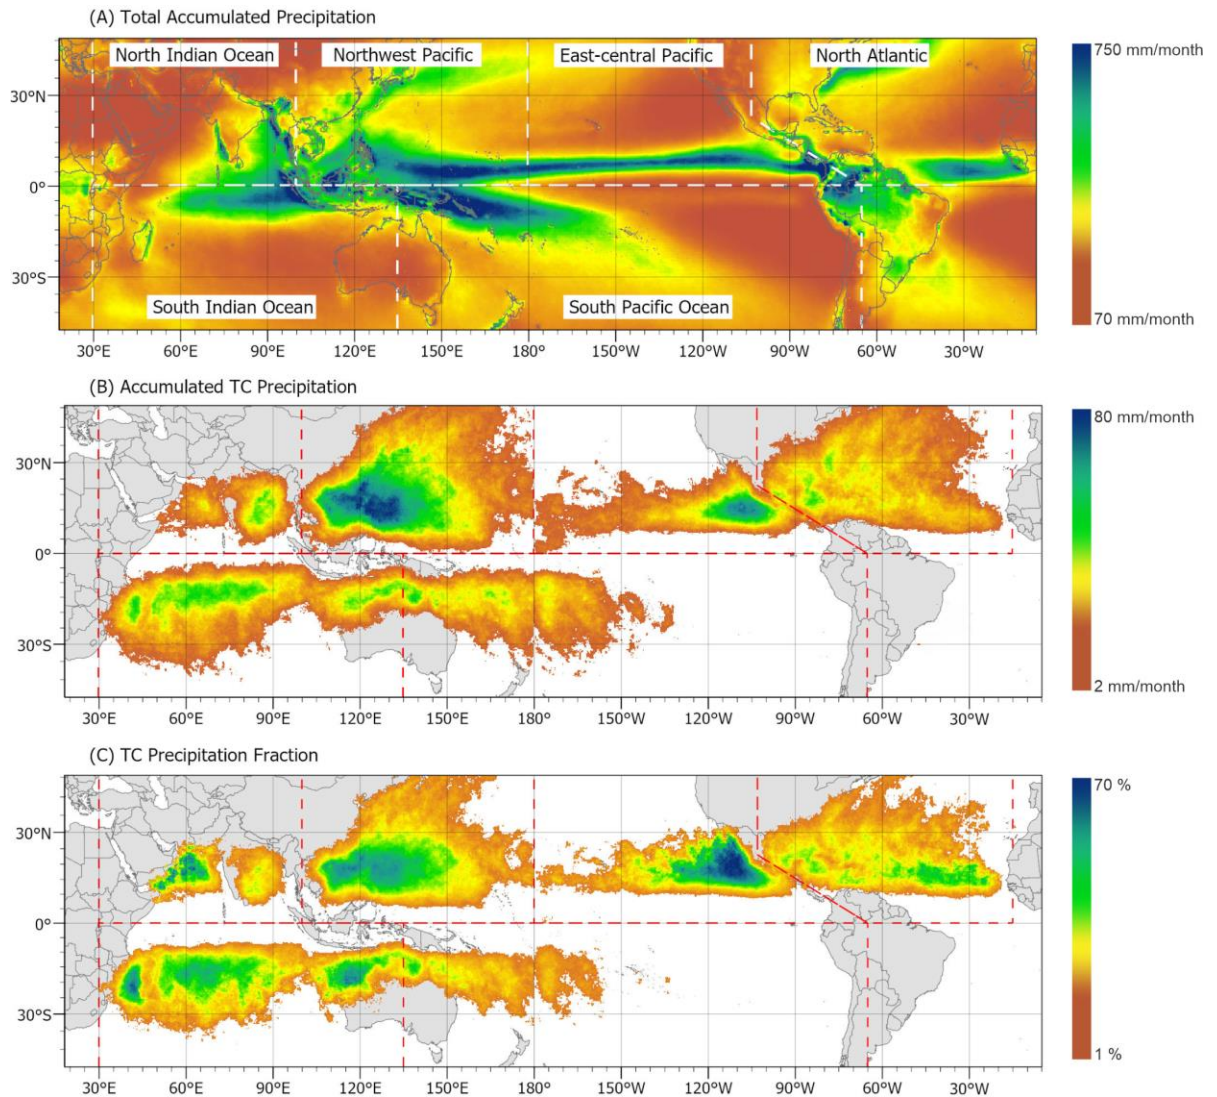 (A) Total Accumulated Precipitation
North Indian Ocean
Northwest Pacific
East-central Pacific
North Atlantic
750 mm/month
30ºN
0º
30ºS
South Indian Ocean
South Pacific Ocean
70 mm/month
30ºE 60ºE 90ºE 120ºE 150ºE 180º 150ºW 120ºW 90ºW 60ºW 30ºW
(B) Accumulated TC Precipitation
80 mm/month
30ºN
0º
30ºS
2 mm/month
30ºE 60ºE 90ºE 120ºE 150ºE 180º 150ºW 120ºW 90ºW 60ºW 30ºW
(C) TC Precipitation Fraction
70 %
30ºN
0º
30ºS
1 %
30ºE 60ºE 90ºE 120ºE 150ºE 180º 150ºW 120ºW 90ºW 60ºW 30ºW